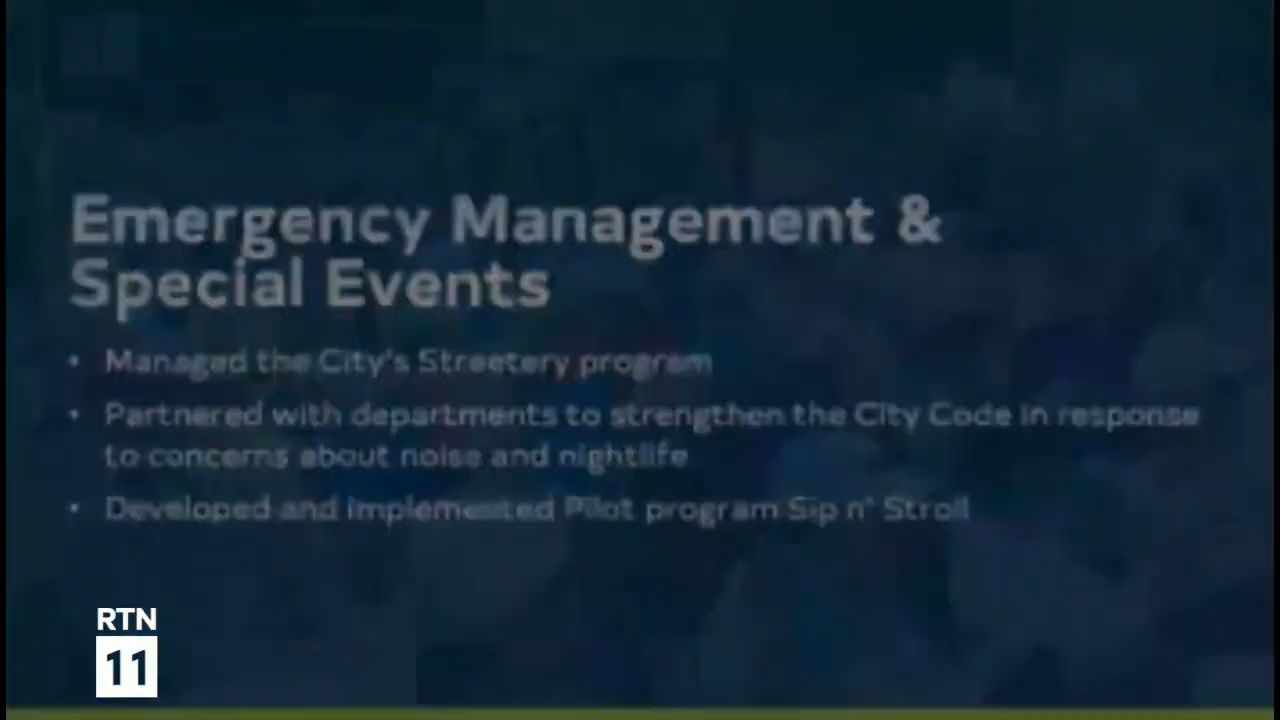 Emergency Management &
Special Events
• Managed the City's Streetery program
• Partnered with departments to strengthen the City Code in response
to concerns about noise and nightlife
• Developed and implemented Pilot program Sip n' Stroll
RTN
11